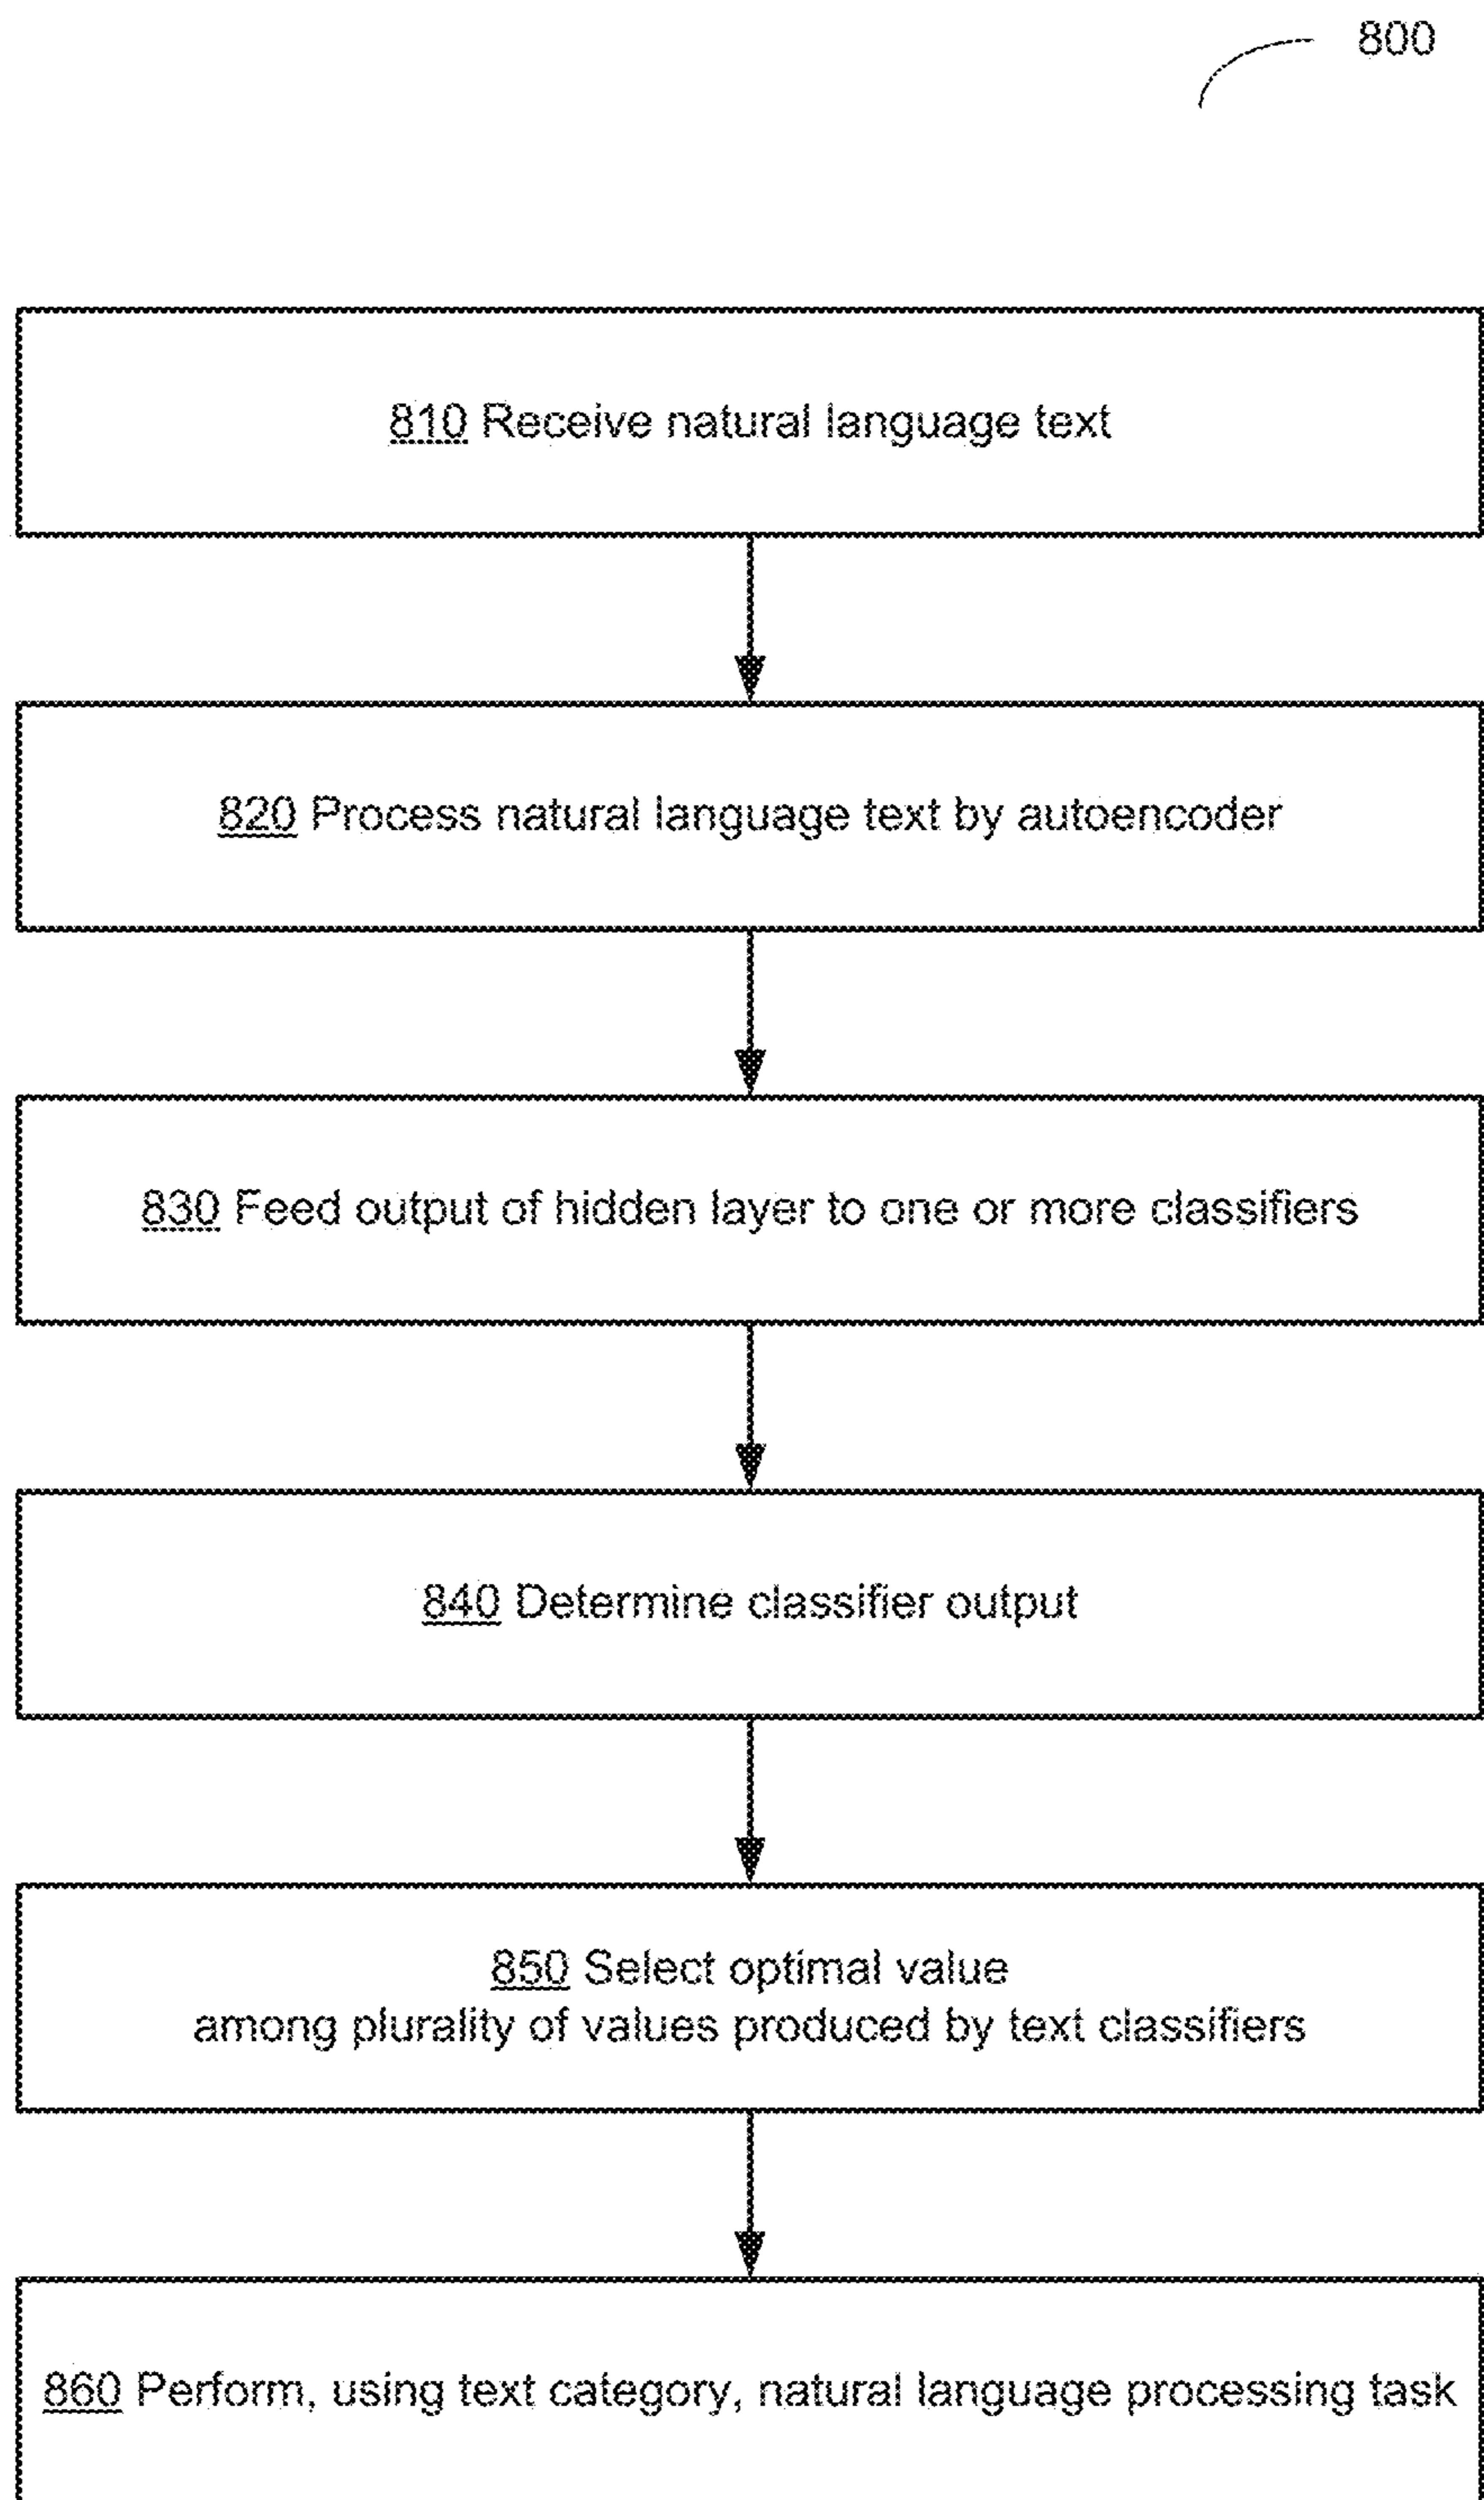 800
810 Receive natural language text
820 Process natural language text by autoencoder
830 Feed output of hidden layer to one or more classifiers
840 Determine classifier output
850 Select optimal value
among plurality of values produced by text classifiers
860 Perform, using text category, natural language processing task